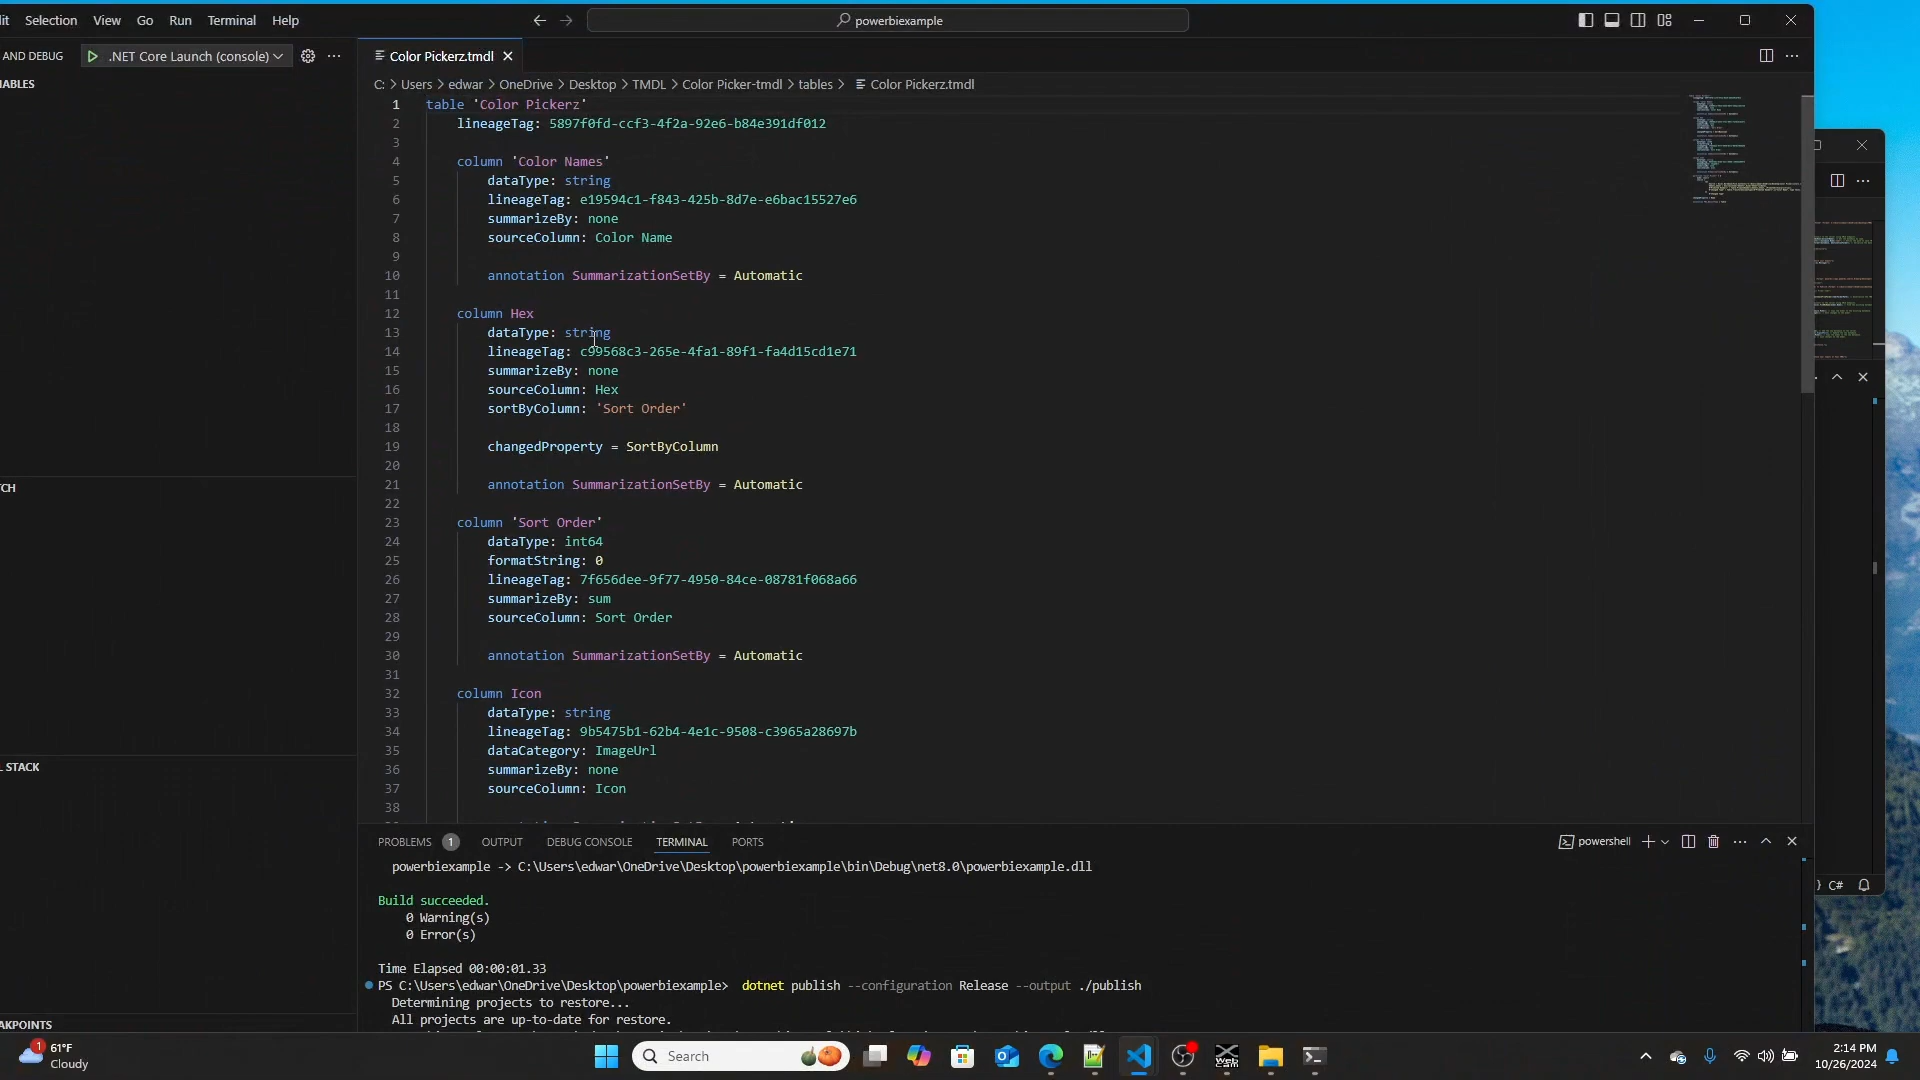 it Selection View Go Run Terminal Help
powerbiexample
AND DEBUG .NET Core Launch (console)
Color Pickerz.tmdl
C: > Users > edwar > OneDrive > Desktop > TMDL > Color Picker-tmdl > tables > Color Pickerz.tmdl
IABLES
TCH
L STACK
AKPOINTS
1 table 'Color Pickerz'
2 lineageTag: 5897f0fd-ccf3-4f2a-92e6-b84e391df012
3
4 column 'Color Names'
5 dataType: string
6 lineageTag: e19594c1-f843-425b-8d7e-e6bac15527e6
7 summarizeBy: none
8 sourceColumn: Color Name
9
10 annotation SummarizationSetBy = Automatic
11
12 column Hex
13 dataType: string
14 lineageTag: c99568c3-265e-4fa1-89f1-fa4d15cd1e71
15 summarizeBy: none
16 sourceColumn: Hex
17 sortByColumn: 'Sort Order'
18
19 changedProperty = SortByColumn
20
21 annotation SummarizationSetBy = Automatic
22
23 column 'Sort Order'
24 dataType: int64
25 formatString: 0
26 lineageTag: 7f656dee-9f77-4950-84ce-08781f068a66
27 summarizeBy: sum
28 sourceColumn: Sort Order
29
30 annotation SummarizationSetBy = Automatic
31
32 column Icon
33 dataType: string
34 lineageTag: 9b5475b1-62b4-4e1c-9508-c3965a28697b
35 dataCategory: ImageUrl
36 summarizeBy: none
37 sourceColumn: Icon
38
PROBLEMS 1 OUTPUT DEBUG CONSOLE TERMINAL PORTS
powershell
powerbiexample -> C:\Users\edwar\OneDrive\Desktop\powerbiexample\bin\Debug\net8.0\powerbiexample.dll
Build succeeded.
0 Warning(s)
0 Error(s)
Time Elapsed 00:00:01.33
PS C:\Users\edwar\OneDrive\Desktop\powerbiexample> dotnet publish --configuration Release --output ./publish
Determining projects to restore...
All projects are up-to-date for restore.
C#
1
61°F
Cloudy
Search
WEB CAM
2:14 PM
10/26/2024